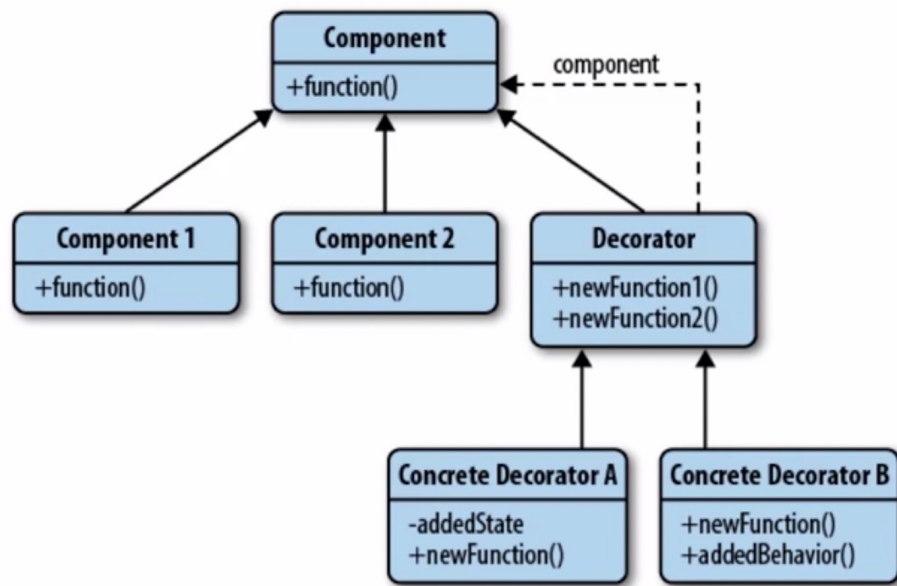 Component
+function()
component
Component 1
+function()
Component 2
+function()
Decorator
+newFunction1()
+newFunction2()
Concrete Decorator A
-addedState
+newFunction()
Concrete Decorator B
+newFunction()
+addedBehavior()